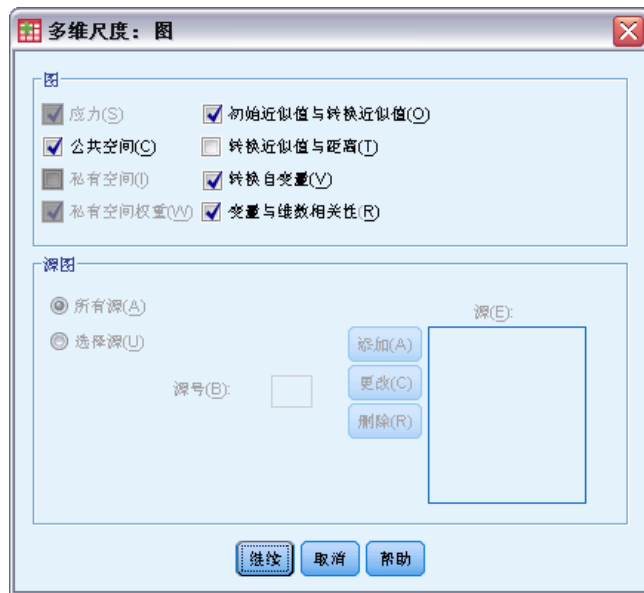 多维尺度：图
图
应力(S) 初始近似值与转换近似值(O)
公共空间(C) 转换近似值与距离(T)
私有空间(I) 转换自变量(V)
私有空间权重(W) 变量与维数相关性(R)
源图
所有源(A)
源(E):
选择源(U)
添加(A)
源号(B):
更改(C)
删除(R)
继续 取消 帮助